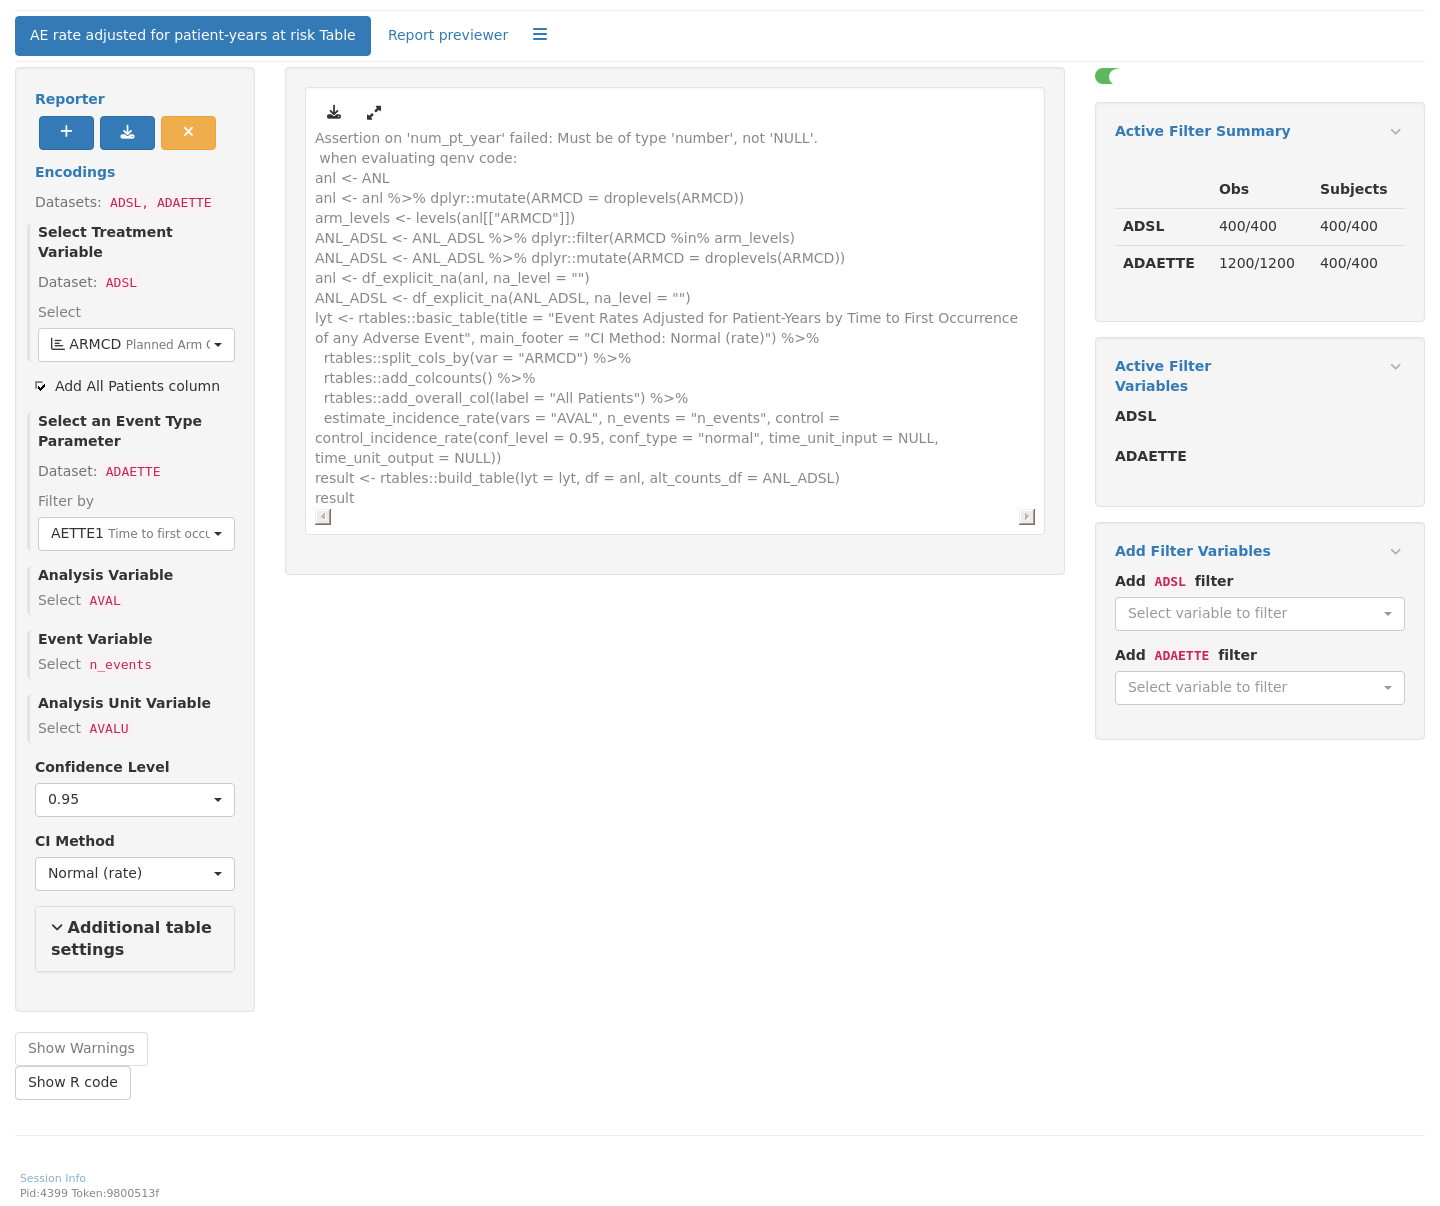 AE rate adjusted for patient-years at risk Table
Report previewer
Reporter
Encodings
Datasets: ADSL, ADAETTE
Select Treatment
Variable
Dataset: ADSL
Select
ARMCD Planned Arm C
Add All Patients column
Select an Event Type
Parameter
Dataset: ADAETTE
Filter by
AETTE1 Time to first occu
Analysis Variable
Select AVAL
Event Variable
Select n_events
Analysis Unit Variable
Select AVALU
Confidence Level
0.95
CI Method
Normal (rate)
Additional table
settings
Show Warnings
Show R code
Assertion on 'num_pt_year' failed: Must be of type 'number', not 'NULL'.
when evaluating qenv code:
anl <- ANL
anl <- anl %>% dplyr::mutate(ARMCD = droplevels(ARMCD))
arm_levels <- levels(anl[["ARMCD"]])
ANL_ADSL <- ANL_ADSL %>% dplyr::filter(ARMCD %in% arm_levels)
ANL_ADSL <- ANL_ADSL %>% dplyr::mutate(ARMCD = droplevels(ARMCD))
anl <- df_explicit_na(anl, na_level = "")
ANL_ADSL <- df_explicit_na(ANL_ADSL, na_level = "")
lyt <- rtables::basic_table(title = "Event Rates Adjusted for Patient-Years by Time to First Occurrence
of any Adverse Event", main_footer = "CI Method: Normal (rate)") %>%
rtables::split_cols_by(var = "ARMCD") %>%
rtables::add_colcounts() %>%
rtables::add_overall_col(label = "All Patients") %>%
estimate_incidence_rate(vars = "AVAL", n_events = "n_events", control =
control_incidence_rate(conf_level = 0.95, conf_type = "normal", time_unit_input = NULL,
time_unit_output = NULL))
result <- rtables::build_table(lyt = lyt, df = anl, alt_counts_df = ANL_ADSL)
result
Active Filter Summary
Obs Subjects
ADSL 400/400 400/400
ADAETTE 1200/1200 400/400
Active Filter
Variables
ADSL
ADAETTE
Add Filter Variables
Add ADSL filter
Select variable to filter
Add ADAETTE filter
Select variable to filter
Session Info
Pid:4399 Token:9800513f